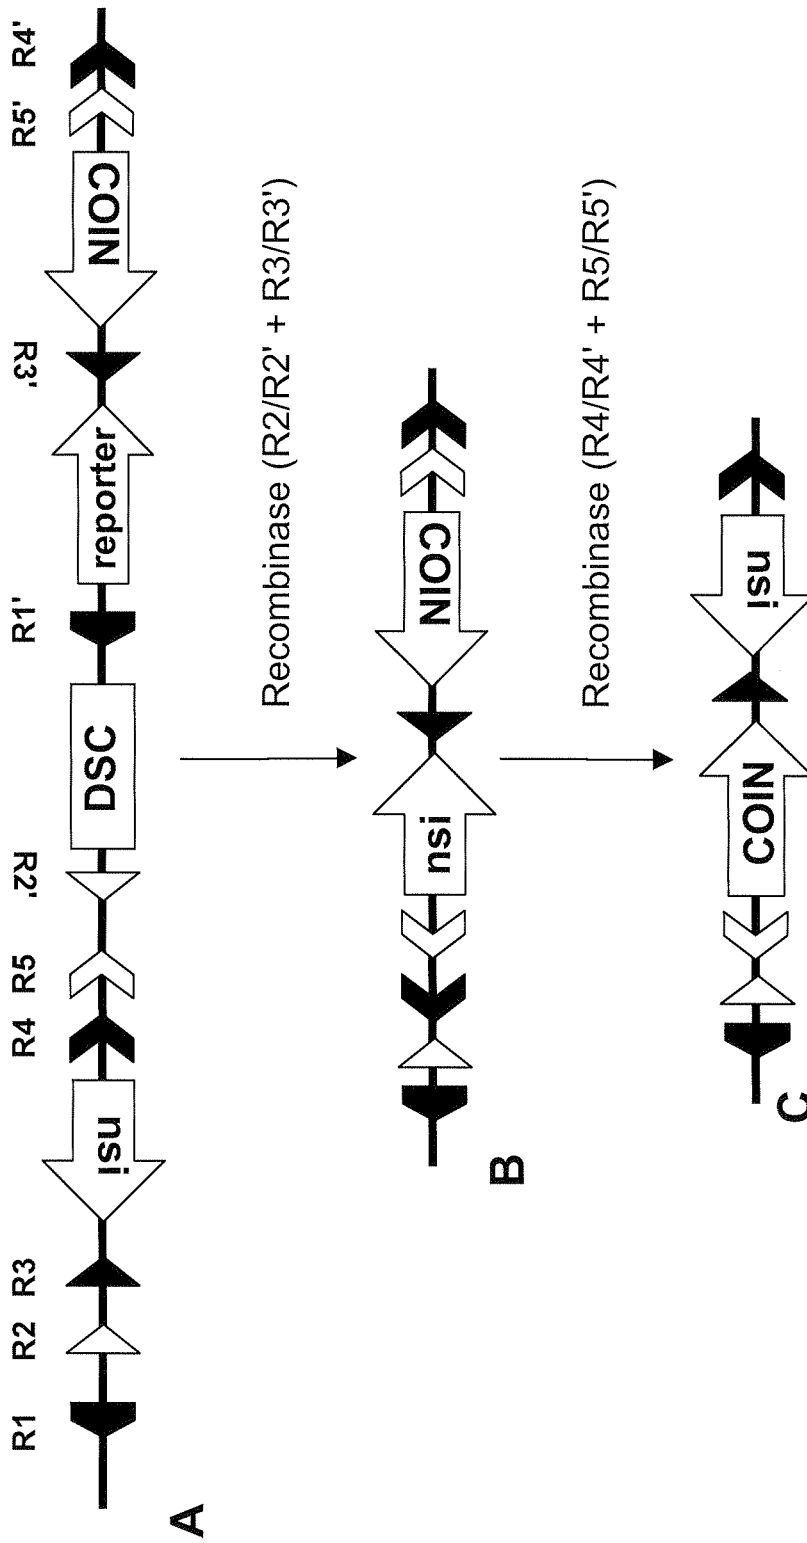 R1 R2 R3 R4 R5 R2' R1' R3' R5' R4'
nsi DSC reporter COIN
A
Recombinase (R2/R2' + R3/R3')
nsi COIN
B
Recombinase (R4/R4' + R5/R5')
COIN nsi
C